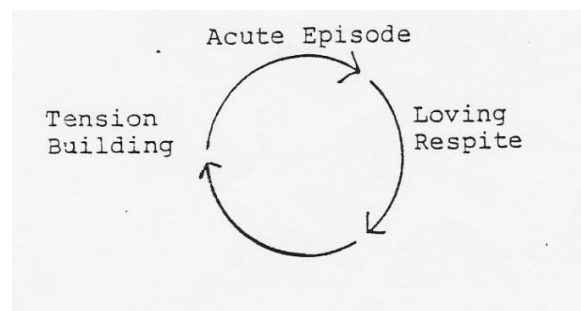 Acute Episode
Tension
Building
Loving
Respite